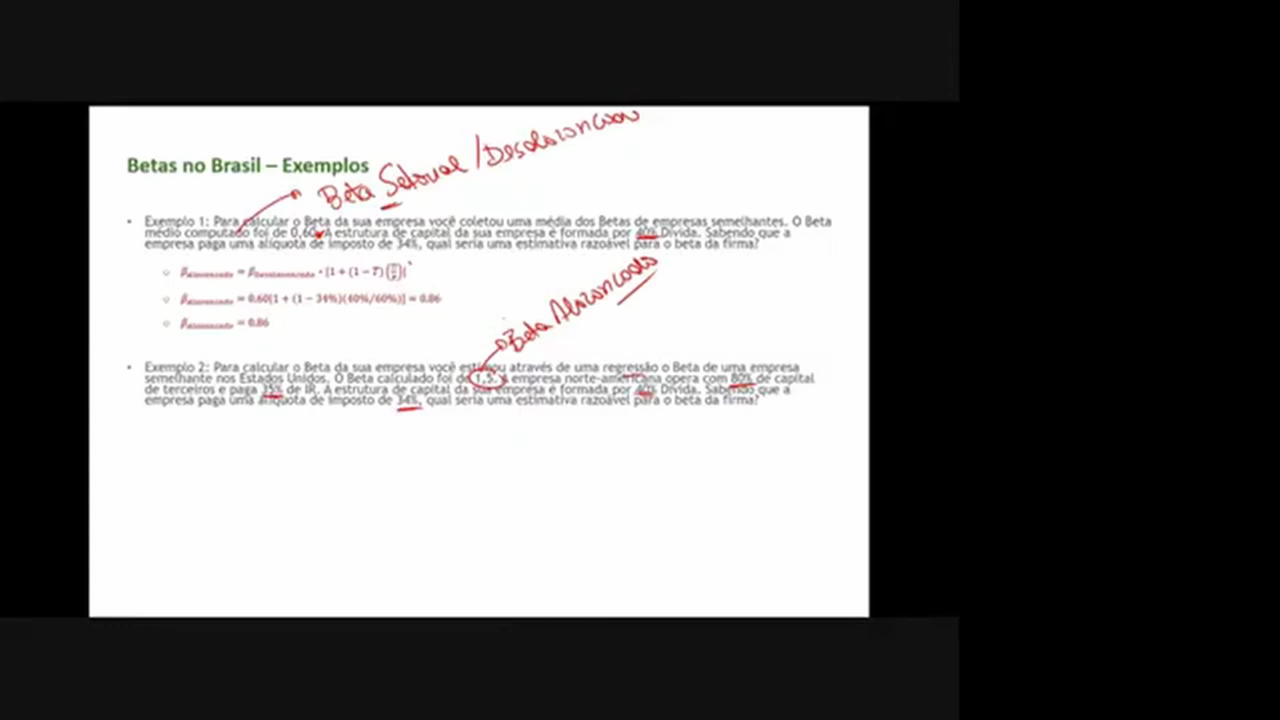 Betas no Brasil – Exemplos
Beta Setorial / Desalavancado
• Exemplo 1: Para calcular o Beta da sua empresa você coletou uma média dos Betas de empresas semelhantes. O Beta
médio computado foi de 0,60. A estrutura de capital da sua empresa é formada por 40% Dívida. Sabendo que a
empresa paga uma alíquota de imposto de 34%, qual seria uma estimativa razoável para o beta da firma?
○ β = β * [1 + (1 − T)
○ β = 0.60[1 + (1 − 34%)(40%/60%)] = 0.86
○ β = 0.86
Beta Alavancado
• Exemplo 2: Para calcular o Beta da sua empresa você estimou através de uma regressão o Beta de uma empresa
semelhante nos Estados Unidos. O Beta calculado foi de 1,5. empresa norte-americana opera com 80% de capital
de terceiros e paga 25% de IR. A estrutura de capital da sua empresa é formada por 40% Dívida. Sabendo que a
empresa paga uma alíquota de imposto de 34%, qual seria uma estimativa razoável para o beta da firma?